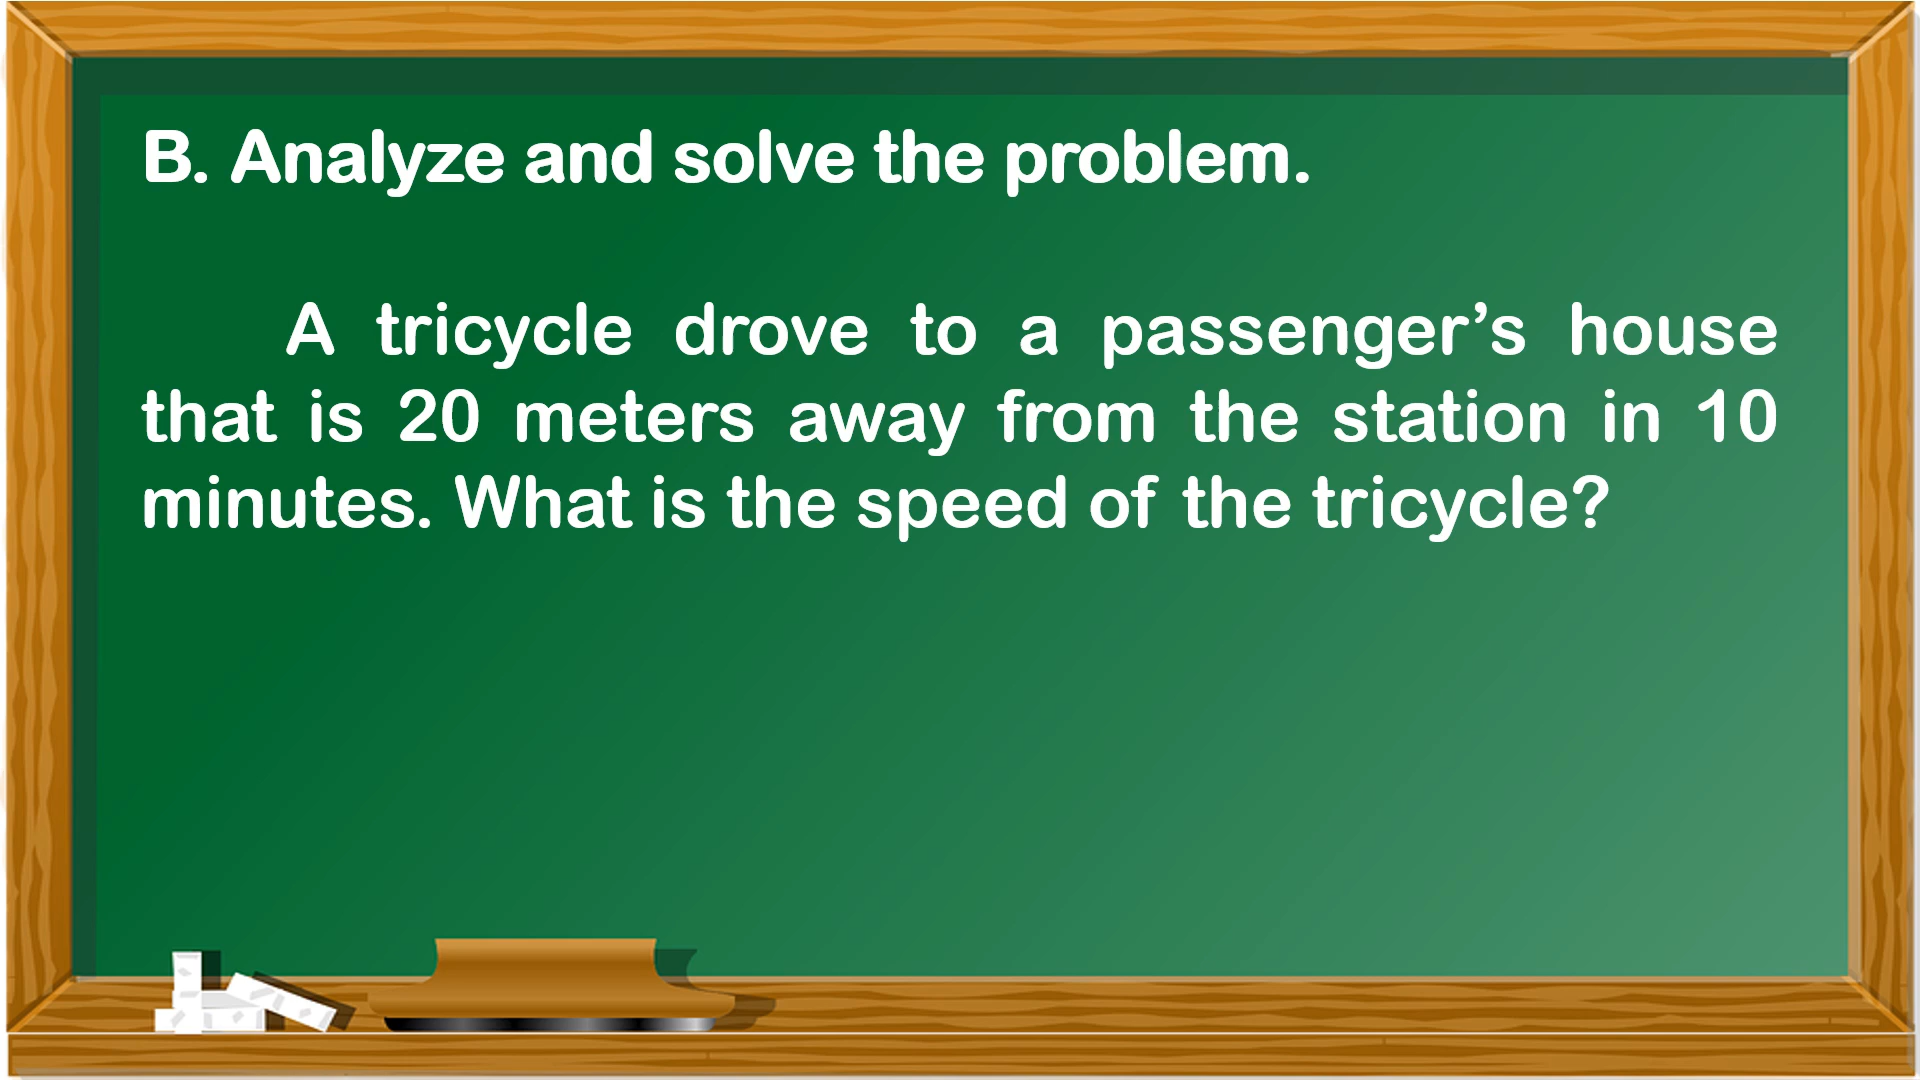 B. Analyze and solve the problem.
A tricycle drove to a passenger’s house
that is 20 meters away from the station in 10
minutes. What is the speed of the tricycle?